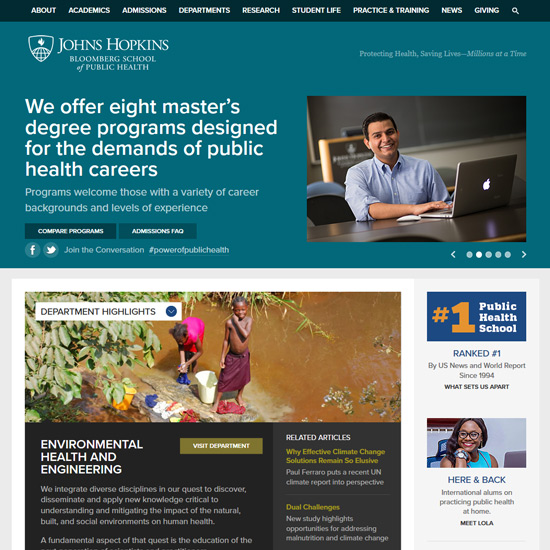 ABOUT ACADEMICS ADMISSIONS DEPARTMENTS RESEARCH STUDENT LIFE PRACTICE & TRAINING NEWS GIVING
JOHNS HOPKINS
BLOOMBERG SCHOOL
of PUBLIC HEALTH
Protecting Health, Saving Lives—Millions at a Time
We offer eight master's
degree programs designed
for the demands of public
health careers
Programs welcome those with a variety of career
backgrounds and levels of experience
COMPARE PROGRAMS ADMISSIONS FAQ
Join the Conversation #powerofpublichealth
JOHNS HOPKINS
DEPARTMENT HIGHLIGHTS
ENVIRONMENTAL
HEALTH AND
ENGINEERING
VISIT DEPARTMENT
We integrate diverse disciplines in our quest to discover,
disseminate and apply new knowledge critical to
understanding and mitigating the impact of the natural,
built, and social environments on human health.
A fundamental aspect of that quest is the education of the
RELATED ARTICLES
Why Effective Climate Change
Solutions Remain So Elusive
Paul Ferraro puts a recent UN
climate report into perspective
Dual Challenges
New study highlights
opportunities for addressing
malnutrition and climate change
#1 Public
Health
School
RANKED #1
By US News and World Report
Since 1994
WHAT SETS US APART
HERE & BACK
International alums on
practicing public health
at home.
MEET LOLA